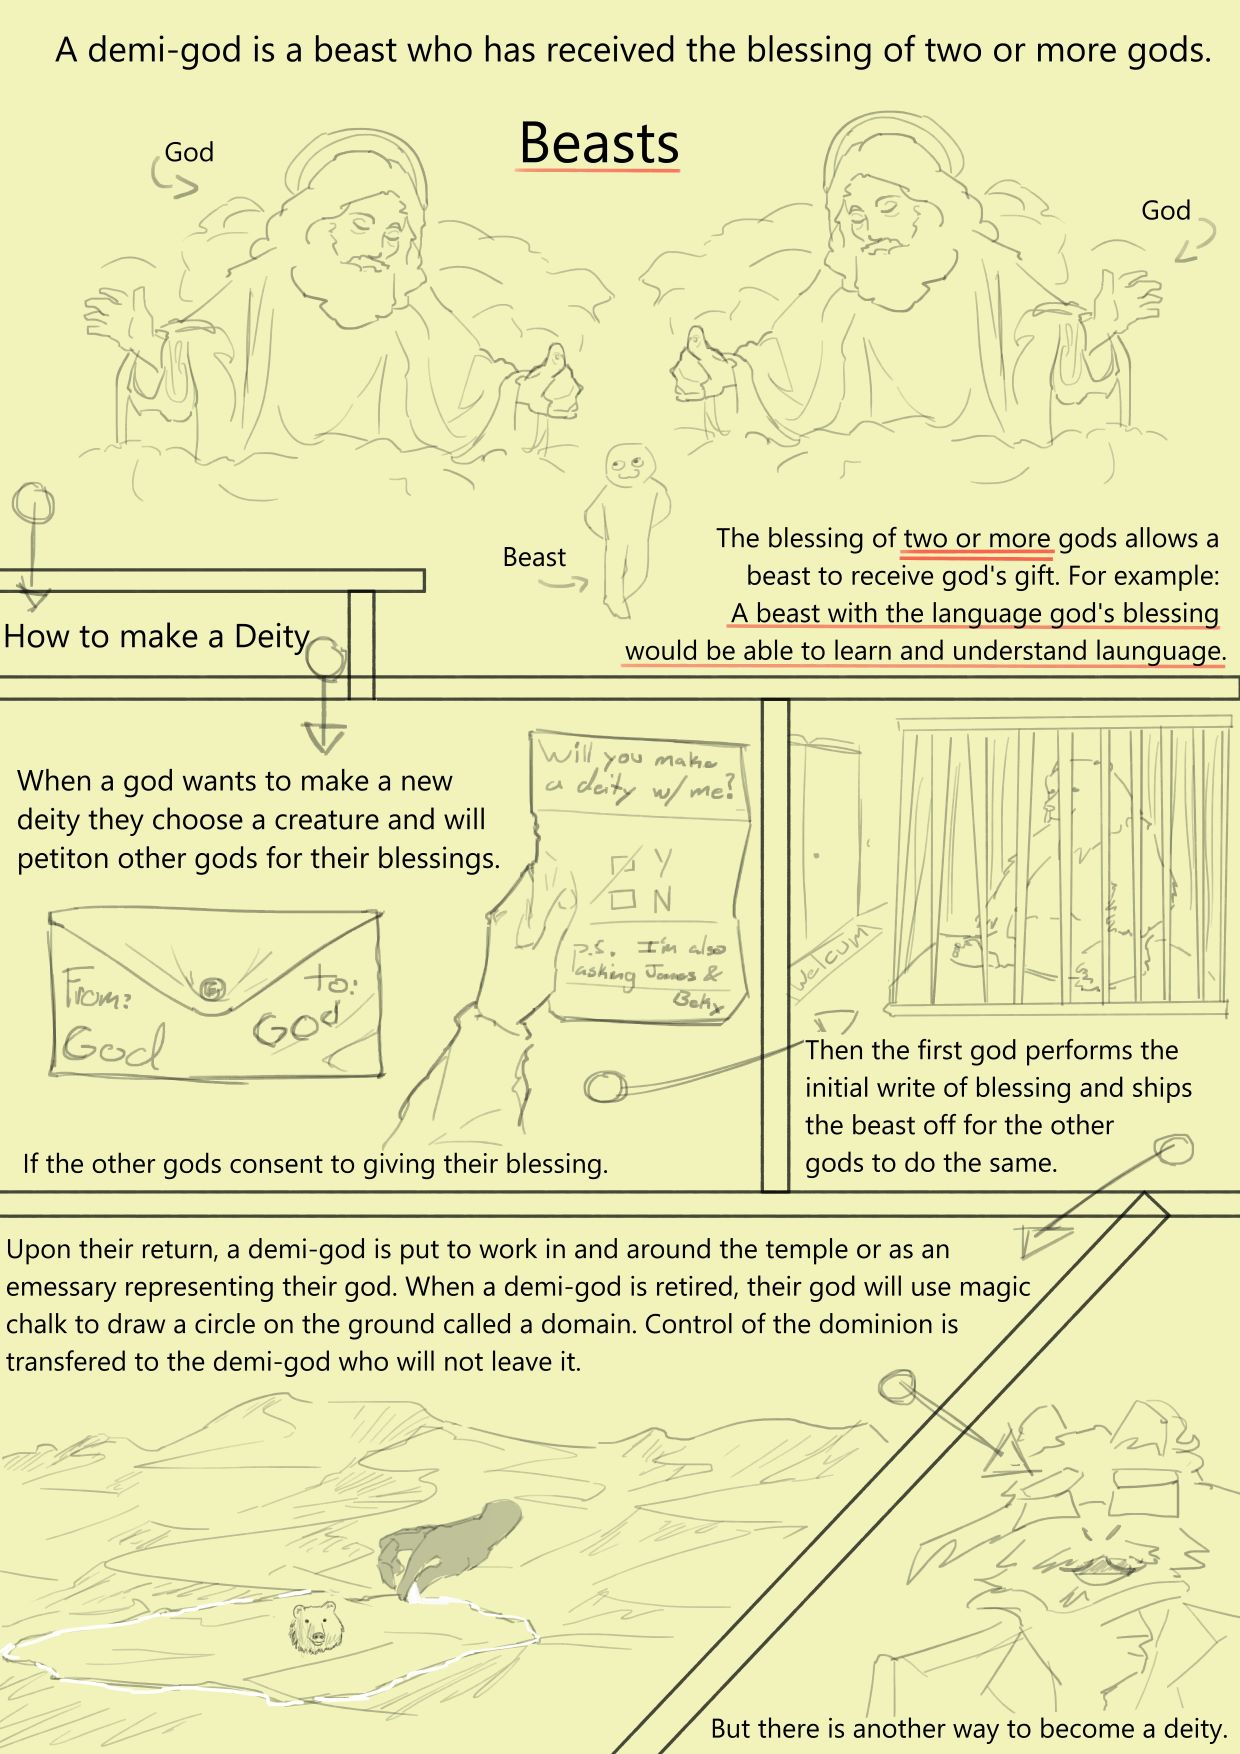 A demi-god is a beast who has received the blessing of two or more gods.
Beasts
God
God
Beast
The blessing of two or more gods allows a
beast to receive god's gift. For example:
A beast with the language god's blessing
would be able to learn and understand launguage.
How to make a Deity
When a god wants to make a new
deity they choose a creature and will
petiton other gods for their blessings.
From:
God
To:
God
Will you make
a deity w/ me?
Y
N
p.s. I'm also
asking Jones &
Beky
If the other gods consent to giving their blessing.
Welcum
Then the first god performs the
initial write of blessing and ships
the beast off for the other
gods to do the same.
Upon their return, a demi-god is put to work in and around the temple or as an
emessary representing their god. When a demi-god is retired, their god will use magic
chalk to draw a circle on the ground called a domain. Control of the dominion is
transfered to the demi-god who will not leave it.
But there is another way to become a deity.